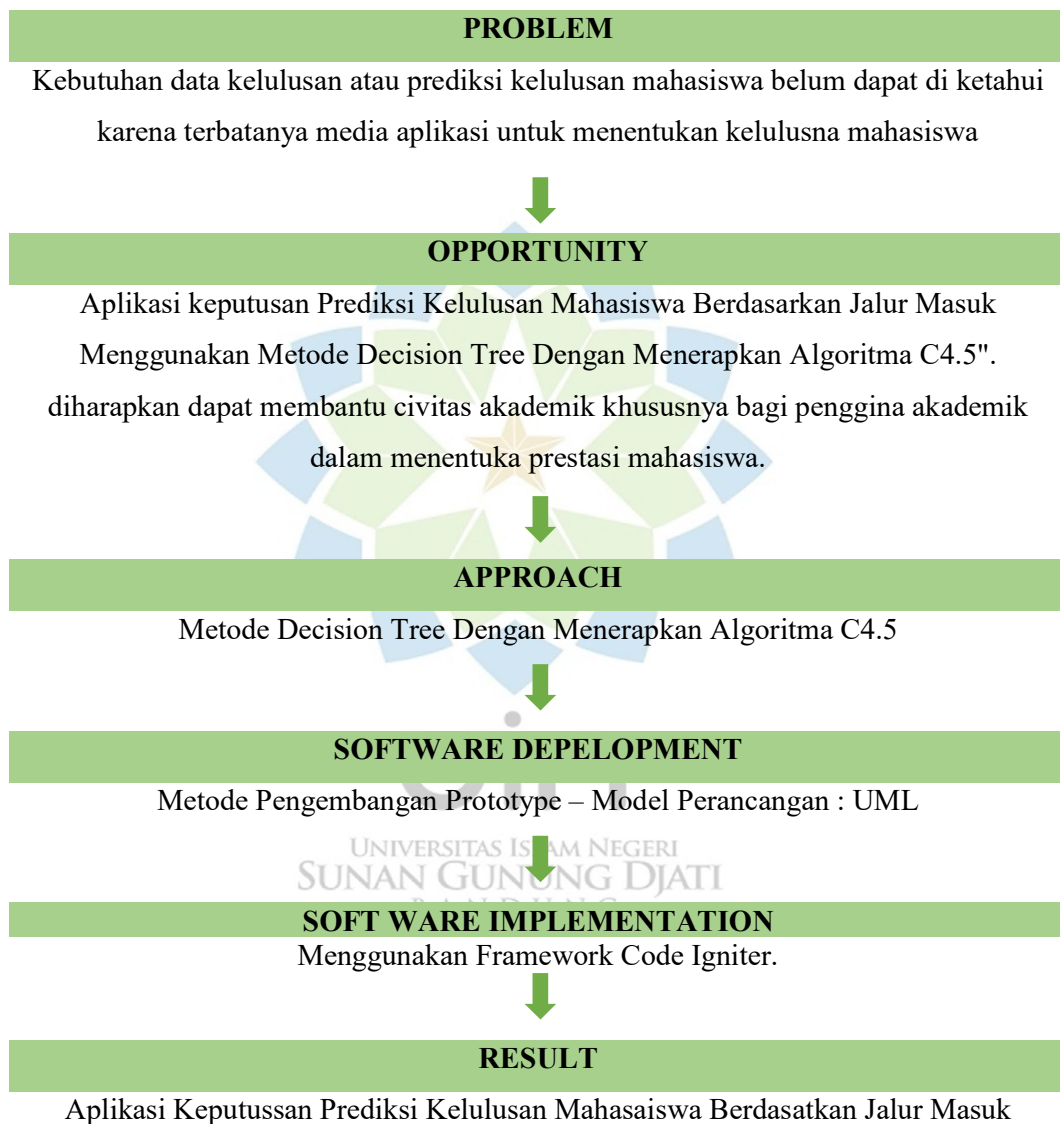 PROBLEM
Kebutuhan data kelulusan atau prediksi kelulusan mahasiswa belum dapat di ketahui
karena terbatanya media aplikasi untuk menentukan kelulusna mahasiswa
OPPORTUNITY
Aplikasi keputusan Prediksi Kelulusan Mahasiswa Berdasarkan Jalur Masuk
Menggunakan Metode Decision Tree Dengan Menerapkan Algoritma C4.5".
diharapkan dapat membantu civitas akademik khususnya bagi penggina akademik
dalam menentuka prestasi mahasiswa.
APPROACH
Metode Decision Tree Dengan Menerapkan Algoritma C4.5
SOFTWARE DEPELOPMENT
Metode Pengembangan Prototype – Model Perancangan : UML
UNIVERSITAS ISLAM NEGERI
SUNAN GUNUNG DJATI
SOFT WARE IMPLEMENTATION
Menggunakan Framework Code Igniter.
RESULT
Aplikasi Keputussan Prediksi Kelulusan Mahasaiswa Berdasatkan Jalur Masuk